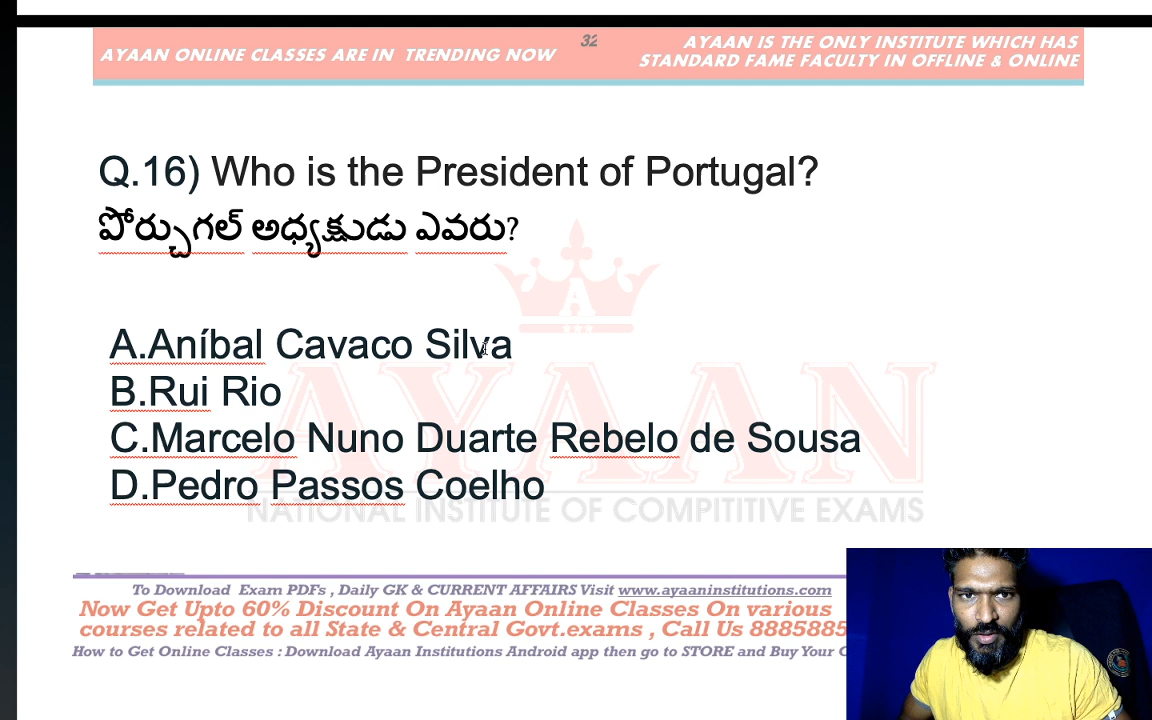 AYAAN ONLINE CLASSES ARE IN TRENDING NOW
32
AYAAN IS THE ONLY INSTITUTE WHICH HAS
STANDARD FAME FACULTY IN OFFLINE & ONLINE
Q.16) Who is the President of Portugal?
పోర్చుగల్ అధ్యక్షుడు ఎవరు?
A.Aníbal Cavaco Silva
B.Rui Rio
C.Marcelo Nuno Duarte Rebelo de Sousa
D.Pedro Passos Coelho
AYAAN
NATIONAL INSTITUTE OF COMPITITIVE EXAMS
To Download Exam PDFs , Daily GK & CURRENT AFFAIRS Visit www.ayaaninstitutions.com
Now Get Upto 60% Discount On Ayaan Online Classes On various
courses related to all State & Central Govt.exams , Call Us 8885885
How to Get Online Classes : Download Ayaan Institutions Android app then go to STORE and Buy Your